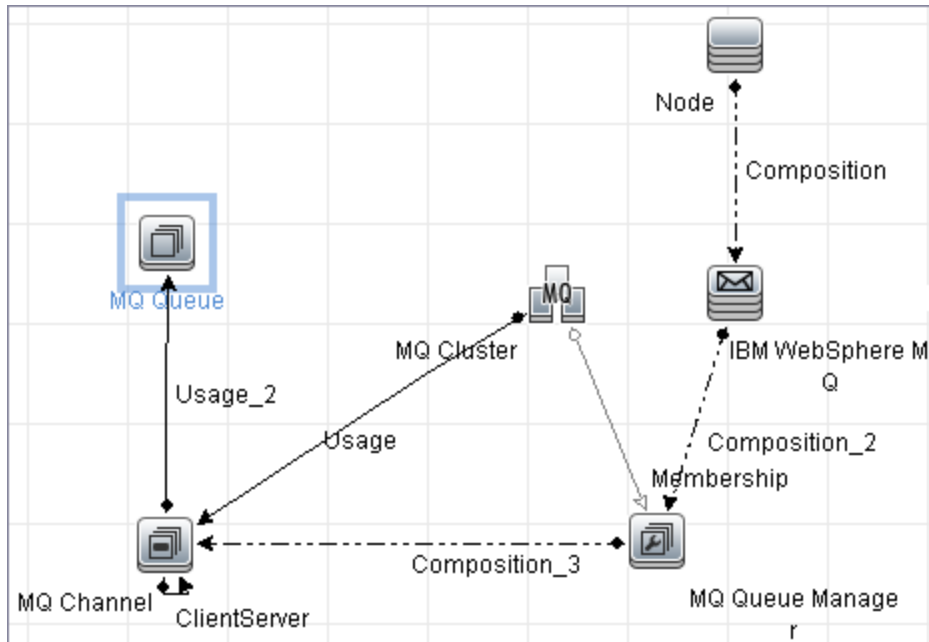 Node
Composition
MQ Queue
MQ
MQ Cluster
IBM WebSphere M
Q
Usage_2
Usage
Composition_2
Membership
Composition_3
MQ Channel
ClientServer
MQ Queue Manage
r